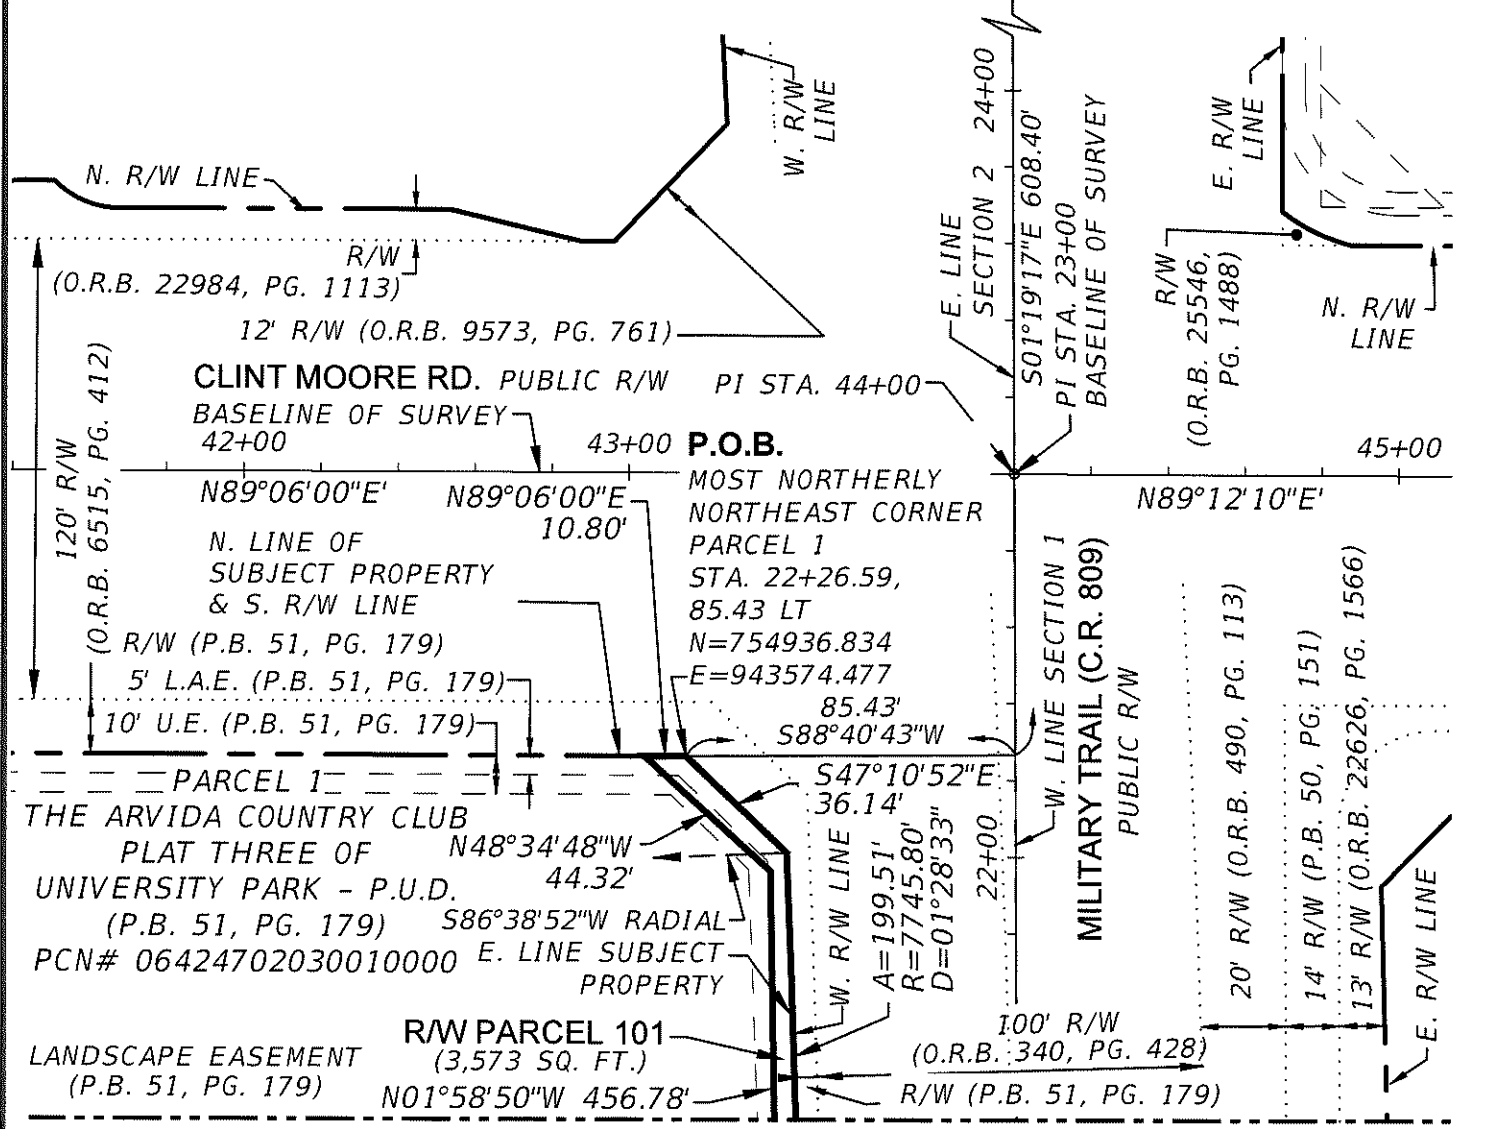 N. R/W LINE
W. R/W
LINE
R/W
(O.R.B. 22984, PG. 1113)
12' R/W (O.R.B. 9573, PG. 761)
CLINT MOORE RD. PUBLIC R/W
PI STA. 44+00
BASELINE OF SURVEY
42+00
43+00
P.O.B.
MOST NORTHERLY
NORTHEAST CORNER
PARCEL 1
STA. 22+26.59,
85.43 LT
N=754936.834
E=943574.477
N89°06'00"E'
N89°06'00"E
10.80'
120' R/W
(O.R.B. 6515, PG. 412)
N. LINE OF
SUBJECT PROPERTY
& S. R/W LINE
R/W (P.B. 51, PG. 179)
5' L.A.E. (P.B. 51, PG. 179)
10' U.E. (P.B. 51, PG. 179)
E. LINE
SECTION 2
24+00
S01°19'17"E 608.40'
PI STA. 23+00
BASELINE OF SURVEY
E. R/W
LINE
R/W
(O.R.B. 25546,
PG. 1488)
N. R/W
LINE
45+00
N89°12'10"E'
85.43'
S88°40'43"W
S47°10'52"E
36.14'
PARCEL 1
THE ARVIDA COUNTRY CLUB
PLAT THREE OF
UNIVERSITY PARK - P.U.D.
(P.B. 51, PG. 179)
PCN# 06424702030010000
N48°34'48"W
44.32'
S86°38'52"W RADIAL
E. LINE SUBJECT
PROPERTY
W. R/W LINE
A=199.51'
R=7745.80'
D=01°28'33"
22+00
W. LINE SECTION 1
MILITARY TRAIL (C.R. 809)
PUBLIC R/W
20' R/W (O.R.B. 490, PG. 113)
14' R/W (P.B. 50, PG. 151)
13' R/W (O.R.B. 22626, PG. 1566)
E. R/W LINE
R/W PARCEL 101
(3,573 SQ. FT.)
N01°58'50"W 456.78'
LANDSCAPE EASEMENT
(P.B. 51, PG. 179)
100' R/W
(O.R.B. 340, PG. 428)
R/W (P.B. 51, PG. 179)